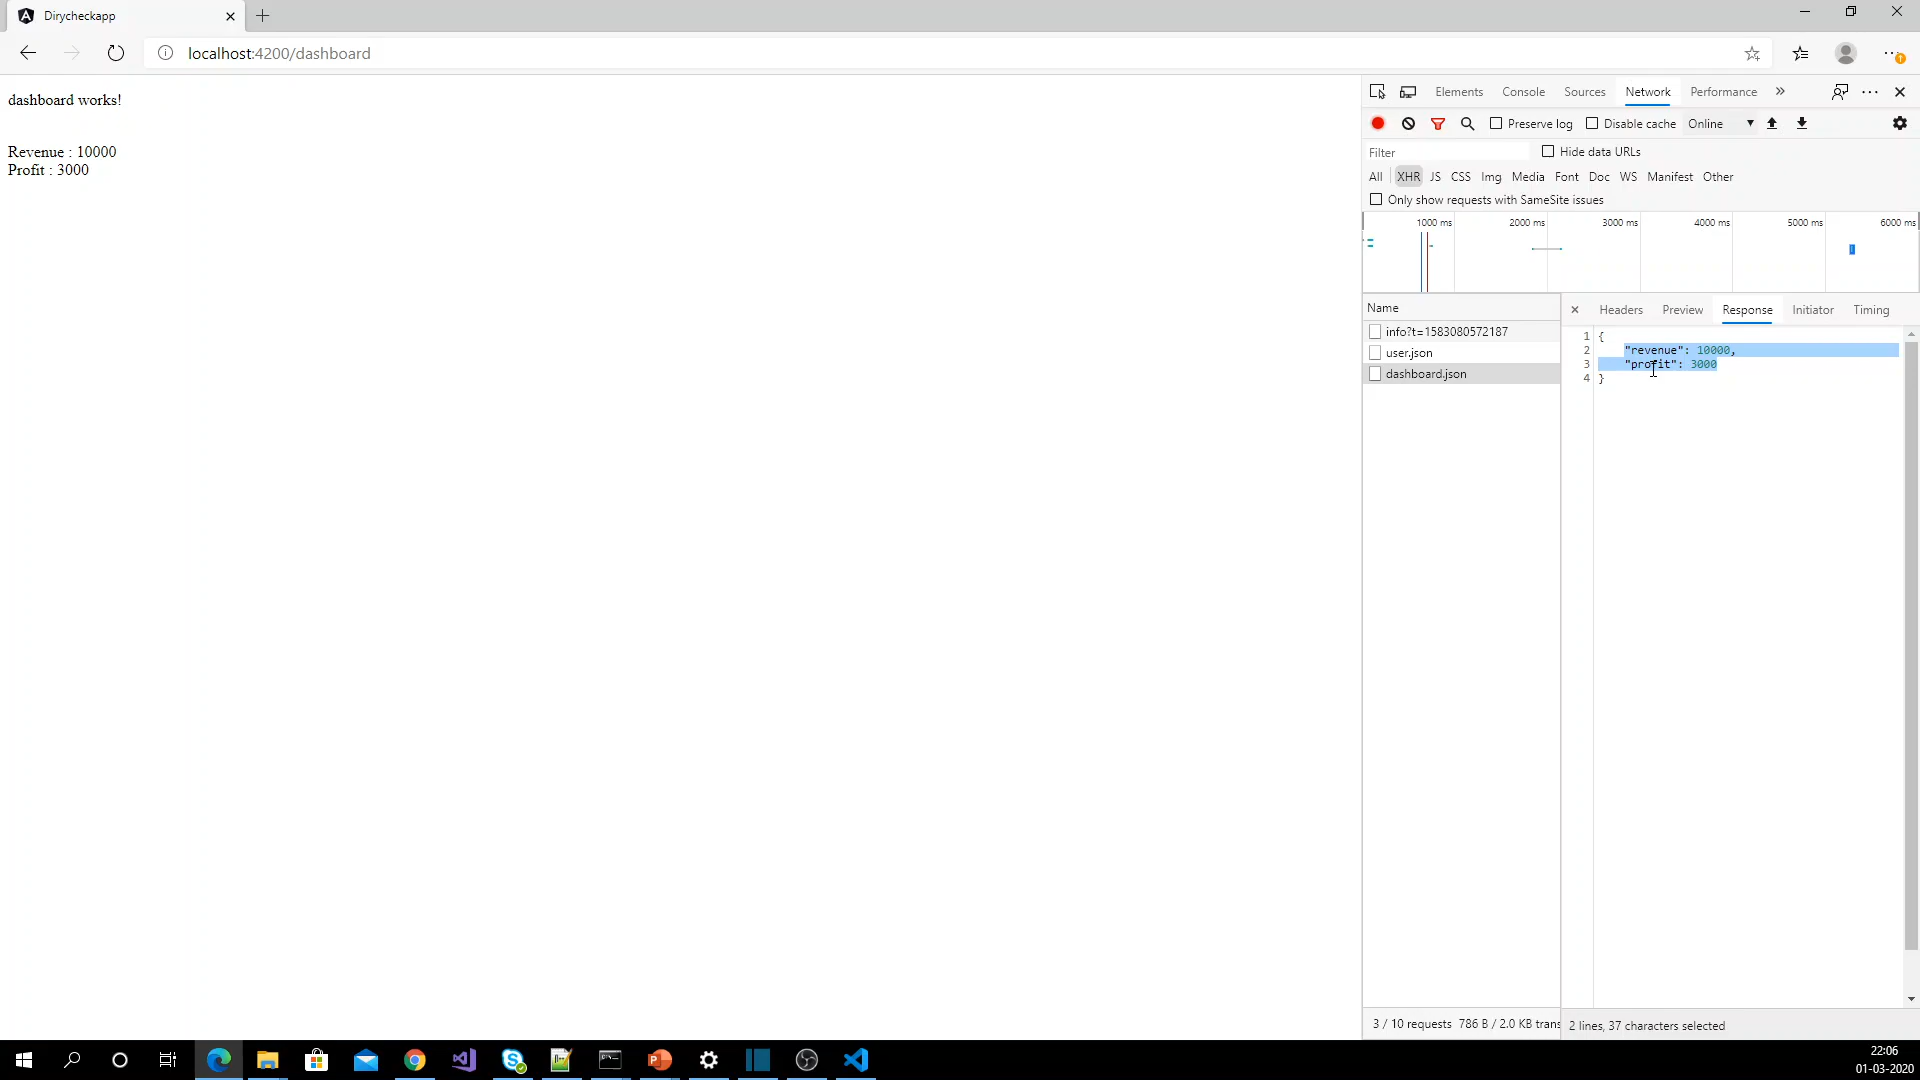 Dirycheckapp
localhost:4200/dashboard
dashboard works!
Revenue : 10000
Profit : 3000
Elements Console Sources Network Performance
Preserve log Disable cache Online
Filter Hide data URLs
All XHR JS CSS Img Media Font Doc WS Manifest Other
Only show requests with SameSite issues
1000 ms 2000 ms 3000 ms 4000 ms 5000 ms 6000 ms
Name
info?t=1583080572187
user.json
dashboard.json
Headers Preview Response Initiator Timing
1 {
2 "revenue": 10000,
3 "profit": 3000
4 }
3 / 10 requests 786 B / 2.0 KB trans
2 lines, 37 characters selected
22:06
01-03-2020